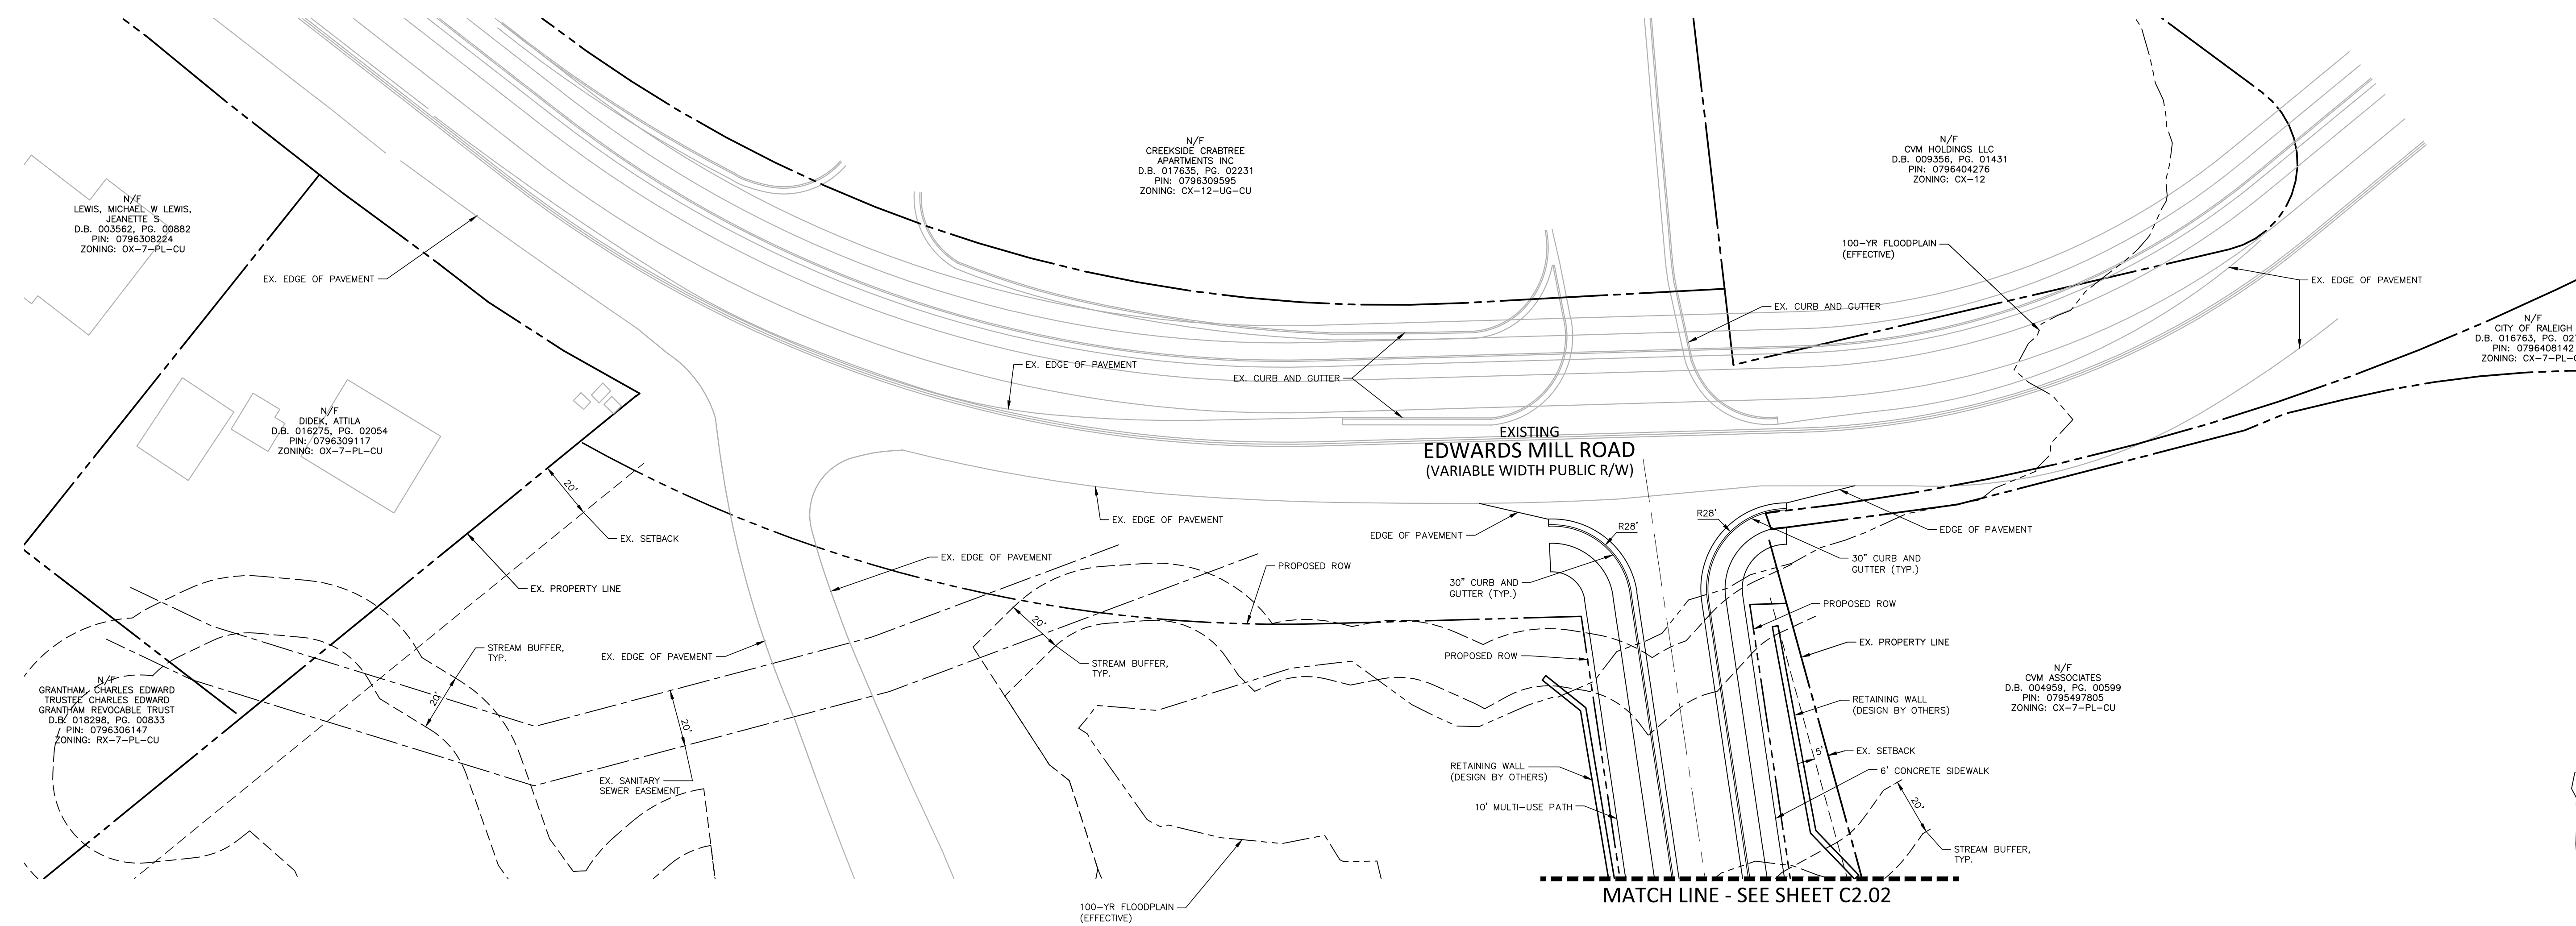 N/F
LEWIS, MICHAEL W LEWIS,
JEANETTE S
D.B. 003562, PG. 00882
PIN: 0796308224
ZONING: OX-7-PL-CU
EX. EDGE OF PAVEMENT
N/F
CREEKSIDE CRABTREE
APARTMENTS INC
D.B. 017635, PG. 02231
PIN: 0796309595
ZONING: CX-12-UG-CU
N/F
CVM HOLDINGS LLC
D.B. 009356, PG. 01431
PIN: 0796404276
ZONING: CX-12
100-YR FLOODPLAIN
(EFFECTIVE)
EX. EDGE OF PAVEMENT
EX. CURB AND GUTTER
N/F
CITY OF RALEIGH
D.B. 016763, PG.
PIN: 0796408142
EX. EDGE OF PAVEMENT
EX. CURB AND GUTTER
N/F
DIDEK, ATTILA
D.B. 016275, PG. 02054
PIN: 0796309117
ZONING: OX-7-PL-CU
EXISTING
EDWARDS MILL ROAD
(VARIABLE WIDTH PUBLIC R/W)
20'
EX. SETBACK
EX. EDGE OF PAVEMENT
EDGE OF PAVEMENT
R28'
R28'
EDGE OF PAVEMENT
EX. EDGE OF PAVEMENT
PROPOSED ROW
30" CURB AND
GUTTER (TYP.)
30" CURB AND
GUTTER (TYP.)
EX. PROPERTY LINE
PROPOSED ROW
20'
STREAM BUFFER,
TYP.
EX. EDGE OF PAVEMENT
STREAM BUFFER,
TYP.
PROPOSED ROW
EX. PROPERTY LINE
N/F
GRANTHAM, CHARLES EDWARD
TRUSTEE CHARLES EDWARD
GRANTHAM REVOCABLE TRUST
D.B. 018298, PG. 00833
PIN: 0796306147
ZONING: RX-7-PL-CU
20'
20'
N/F
CVM ASSOCIATES
D.B. 004959, PG. 00599
PIN: 0795497805
ZONING: CX-7-PL-CU
RETAINING WALL
(DESIGN BY OTHERS)
5'
EX. SETBACK
EX. SANITARY
SEWER EASEMENT
RETAINING WALL
(DESIGN BY OTHERS)
6' CONCRETE SIDEWALK
10' MULTI-USE PATH
20'
STREAM BUFFER,
TYP.
MATCH LINE - SEE SHEET C2.02
100-YR FLOODPLAIN
(EFFECTIVE)